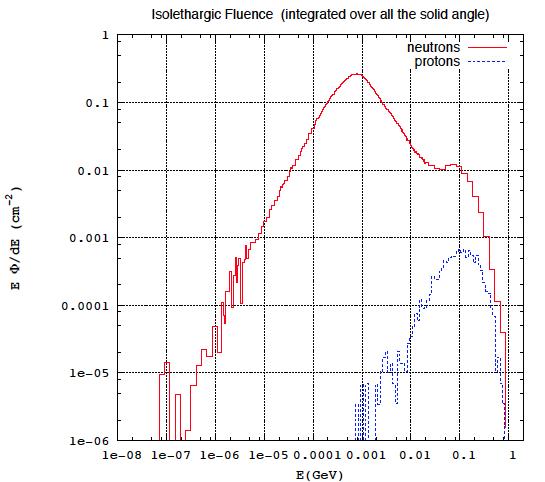 Isolethargic Fluence (integrated over all the solid angle)
neutrons
protons
1
0.1
0.01
0.001
0.0001
1e-05
1e-06
E Φ/dE (cm⁻²)
1e-08 1e-07 1e-06 1e-05 0.0001 0.001 0.01 0.1 1
E(GeV)